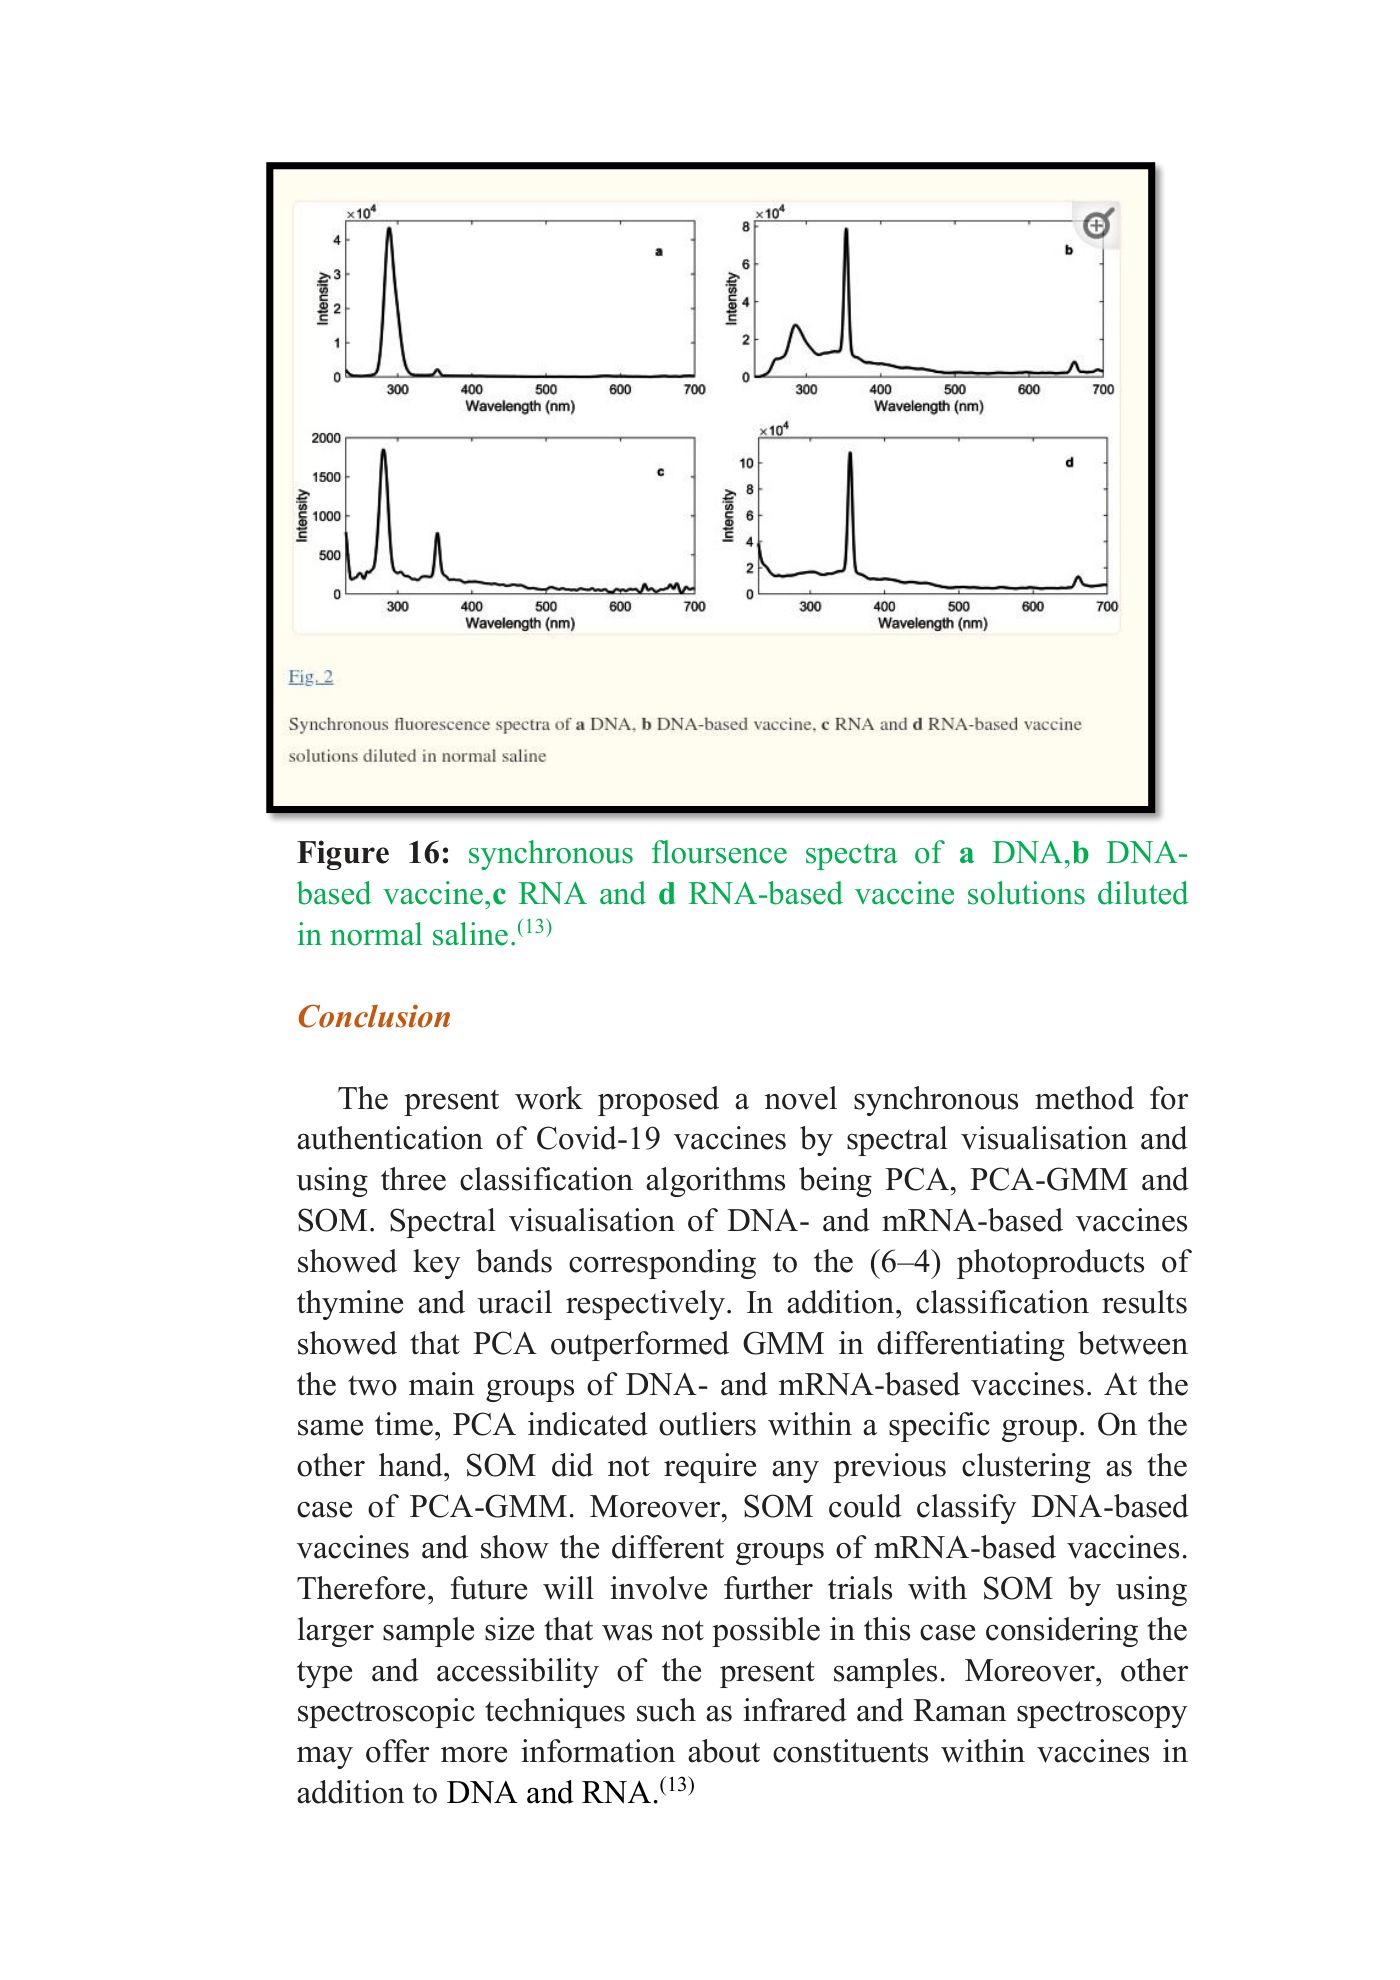 ×10⁴
4
3
2
1
0
Intensity
a
300 400 500 600 700
Wavelength (nm)
×10⁴
8
6
4
2
0
Intensity
b
300 400 500 600 700
Wavelength (nm)
2000
1500
1000
500
0
Intensity
c
300 400 500 600 700
Wavelength (nm)
×10⁴
10
8
6
4
2
0
Intensity
d
300 400 500 600 700
Wavelength (nm)
Fig. 2
Synchronous fluorescence spectra of a DNA, b DNA-based vaccine, c RNA and d RNA-based vaccine
solutions diluted in normal saline
Figure 16: synchronous floursence spectra of a DNA,b DNA-
based vaccine,c RNA and d RNA-based vaccine solutions diluted
in normal saline.(13)
Conclusion
The present work proposed a novel synchronous method for
authentication of Covid-19 vaccines by spectral visualisation and
using three classification algorithms being PCA, PCA-GMM and
SOM. Spectral visualisation of DNA- and mRNA-based vaccines
showed key bands corresponding to the (6–4) photoproducts of
thymine and uracil respectively. In addition, classification results
showed that PCA outperformed GMM in differentiating between
the two main groups of DNA- and mRNA-based vaccines. At the
same time, PCA indicated outliers within a specific group. On the
other hand, SOM did not require any previous clustering as the
case of PCA-GMM. Moreover, SOM could classify DNA-based
vaccines and show the different groups of mRNA-based vaccines.
Therefore, future will involve further trials with SOM by using
larger sample size that was not possible in this case considering the
type and accessibility of the present samples. Moreover, other
spectroscopic techniques such as infrared and Raman spectroscopy
may offer more information about constituents within vaccines in
addition to DNA and RNA.(13)